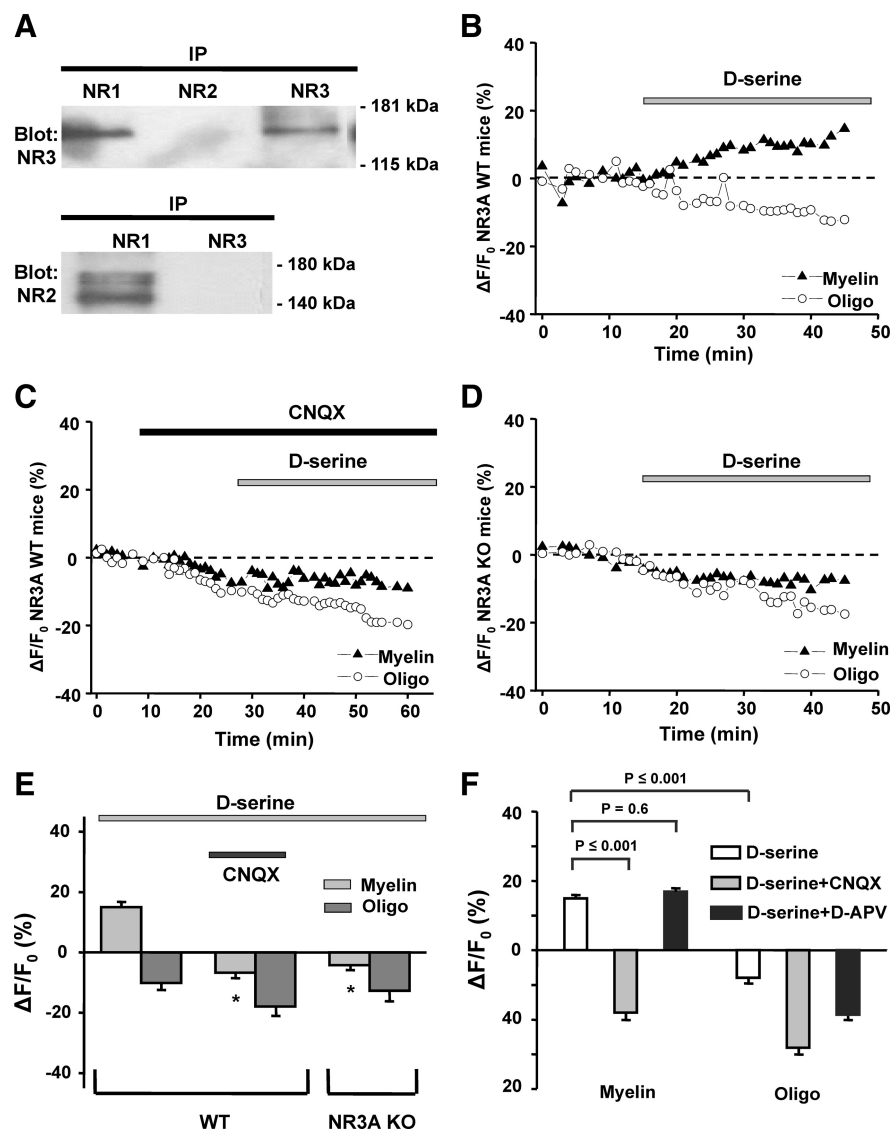 A
IP
NR1 NR2 NR3
Blot:
NR3
- 181 kDa
- 115 kDa
IP
NR1 NR3
Blot:
NR2
- 180 kDa
- 140 kDa
B
ΔF/F0 NR3A WT mice (%)
40
20
0
-20
-40
D-serine
Myelin
Oligo
0 10 20 30 40 50
Time (min)
C
ΔF/F0 NR3A WT mice (%)
40
20
0
-20
-40
CNQX
D-serine
Myelin
Oligo
0 10 20 30 40 50 60
Time (min)
D
ΔF/F0 NR3A KO mice (%)
40
20
0
-20
-40
D-serine
Myelin
Oligo
0 10 20 30 40 50
Time (min)
E
ΔF/F0 (%)
40
20
0
-20
-40
D-serine
CNQX
Myelin
Oligo
* *
WT NR3A KO
F
ΔF/F0 (%)
40
20
0
40
20
P ≤ 0.001
P = 0.6
P ≤ 0.001
D-serine
D-serine+CNQX
D-serine+D-APV
Myelin Oligo